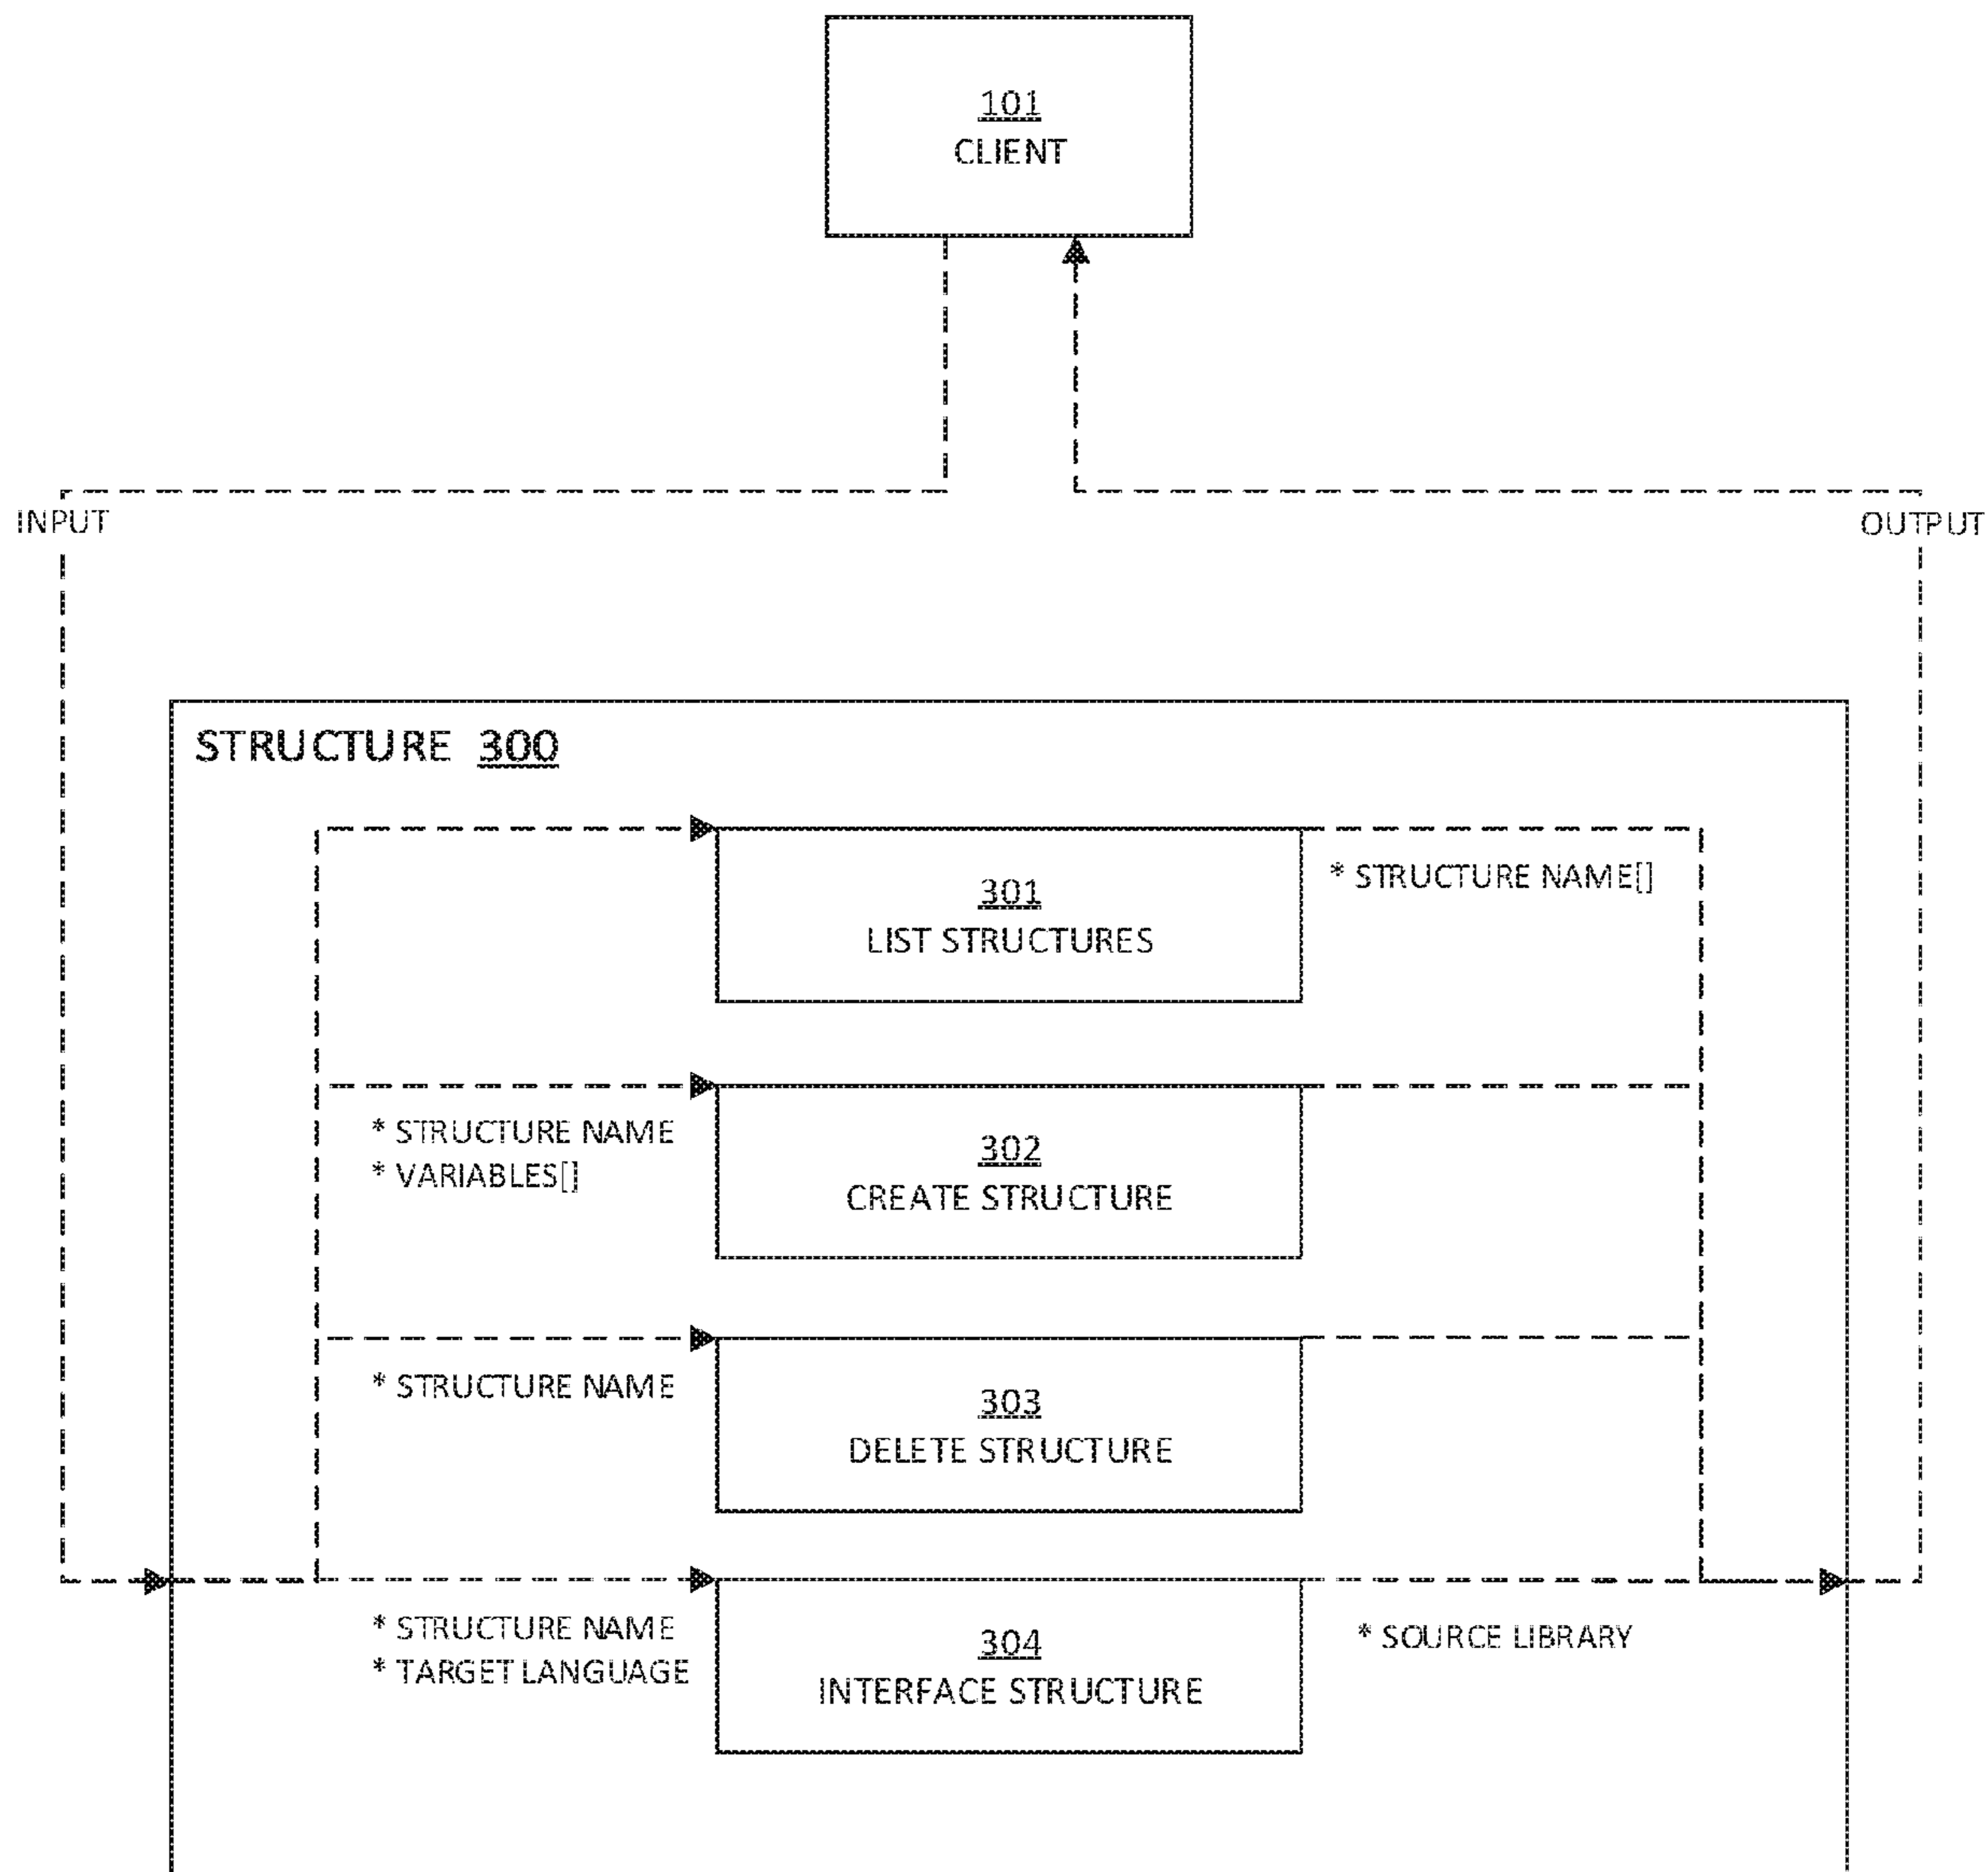 101
CLIENT
INPUT
OUTPUT
STRUCTURE 300
301
LIST STRUCTURES
* STRUCTURE NAME[]
* STRUCTURE NAME
* VARIABLES[]
302
CREATE STRUCTURE
* STRUCTURE NAME
303
DELETE STRUCTURE
* STRUCTURE NAME
* TARGET LANGUAGE
304
INTERFACE STRUCTURE
* SOURCE LIBRARY